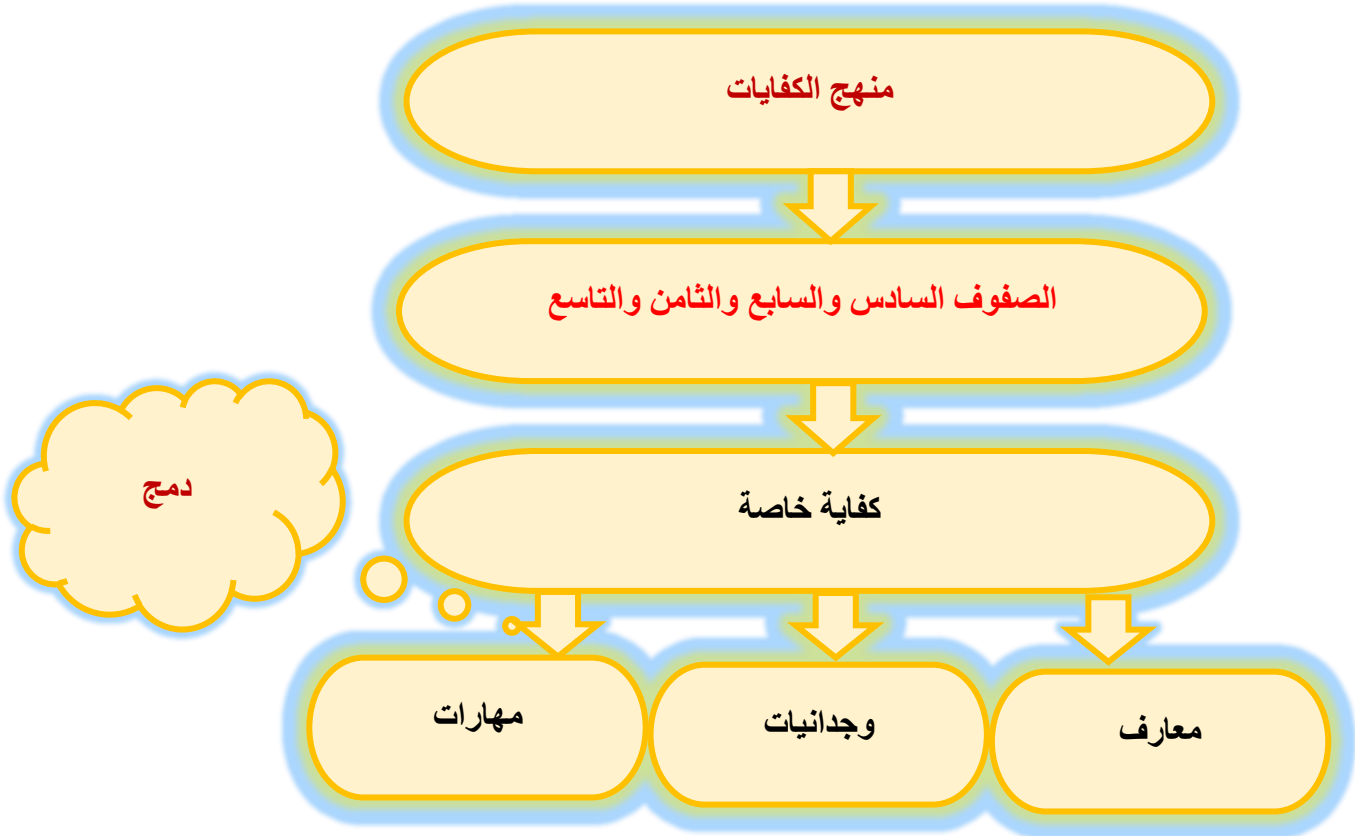 منهج الكفايات
الصفوف السادس والسابع والثامن والتاسع
كفاية خاصة
دمج
معارف
وجدانيات
مهارات